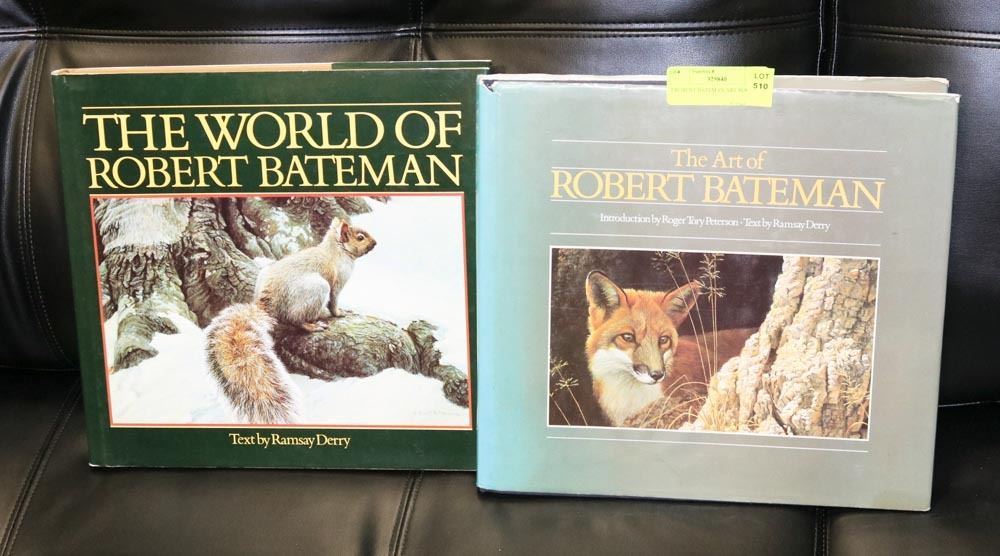 THE WORLD OF
ROBERT BATEMAN
Text by Ramsay Derry
LOT
510
The Art of
ROBERT BATEMAN
Introduction by Roger Tory Peterson · Text by Ramsay Derry